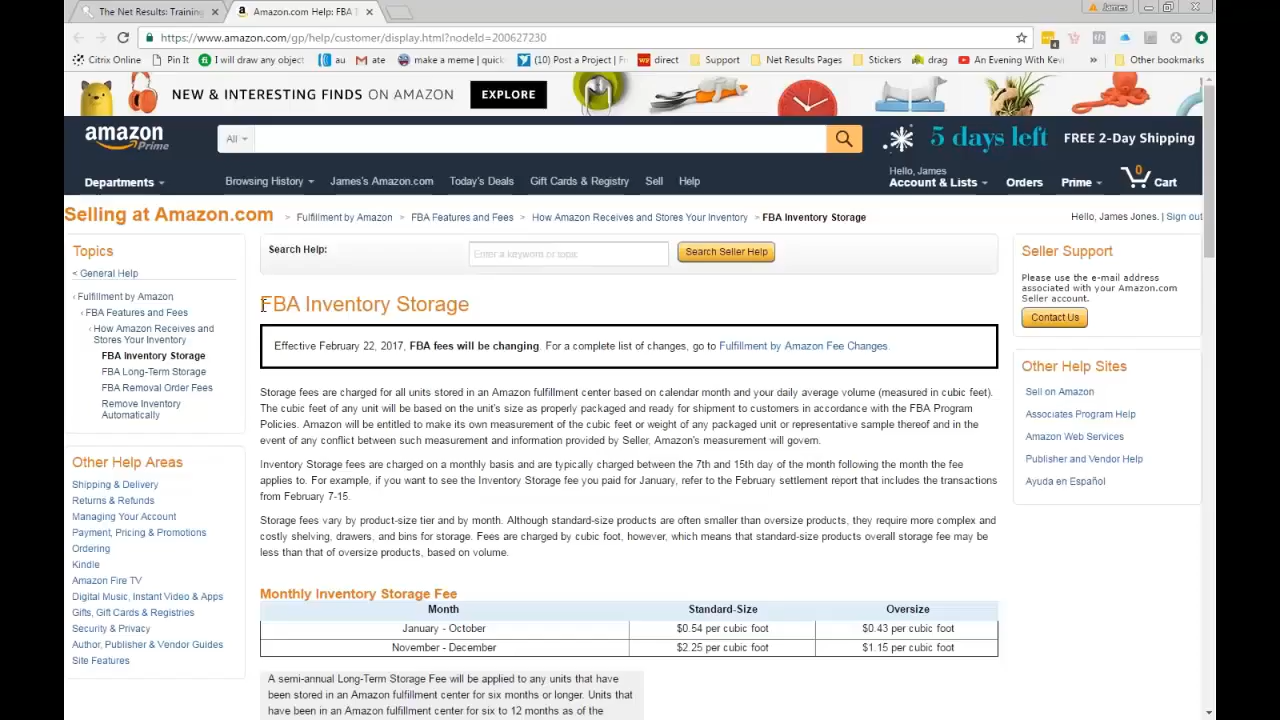 The Net Results: Training
Amazon.com Help: FBA I
James
https://www.amazon.com/gp/help/customer/display.html?nodeId=200627230
Citrix Online
Pin It
I will draw any object
au
ate
make a meme | quick
(10) Post a Project | Fr
direct
Support
Net Results Pages
Stickers
drag
An Evening With Kevi
»
Other bookmarks
NEW & INTERESTING FINDS ON AMAZON
EXPLORE
amazon
Prime
All
5 days left
FREE 2-Day Shipping
Departments
Browsing History
James's Amazon.com
Today's Deals
Gift Cards & Registry
Sell
Help
Hello, James
Account & Lists
Orders
Prime
0
Cart
Selling at Amazon.com > Fulfillment by Amazon > FBA Features and Fees > How Amazon Receives and Stores Your Inventory > FBA Inventory Storage
Hello, James Jones. | Sign out
Topics
< General Help
‹ Fulfillment by Amazon
‹ FBA Features and Fees
‹ How Amazon Receives and
Stores Your Inventory
FBA Inventory Storage
FBA Long-Term Storage
FBA Removal Order Fees
Remove Inventory
Automatically
Other Help Areas
Shipping & Delivery
Returns & Refunds
Managing Your Account
Payment, Pricing & Promotions
Ordering
Kindle
Amazon Fire TV
Digital Music, Instant Video & Apps
Gifts, Gift Cards & Registries
Security & Privacy
Author, Publisher & Vendor Guides
Site Features
Search Help:
Enter a keyword or topic
Search Seller Help
FBA Inventory Storage
Effective February 22, 2017, FBA fees will be changing. For a complete list of changes, go to Fulfillment by Amazon Fee Changes.
Storage fees are charged for all units stored in an Amazon fulfillment center based on calendar month and your daily average volume (measured in cubic feet).
The cubic feet of any unit will be based on the unit's size as properly packaged and ready for shipment to customers in accordance with the FBA Program
Policies. Amazon will be entitled to make its own measurement of the cubic feet or weight of any packaged unit or representative sample thereof and in the
event of any conflict between such measurement and information provided by Seller, Amazon's measurement will govern.
Inventory Storage fees are charged on a monthly basis and are typically charged between the 7th and 15th day of the month following the month the fee
applies to. For example, if you want to see the Inventory Storage fee you paid for January, refer to the February settlement report that includes the transactions
from February 7-15.
Storage fees vary by product-size tier and by month. Although standard-size products are often smaller than oversize products, they require more complex and
costly shelving, drawers, and bins for storage. Fees are charged by cubic foot, however, which means that standard-size products overall storage fee may be
less than that of oversize products, based on volume.
Monthly Inventory Storage Fee
Month Standard-Size Oversize
January - October $0.54 per cubic foot $0.43 per cubic foot
November - December $2.25 per cubic foot $1.15 per cubic foot
A semi-annual Long-Term Storage Fee will be applied to any units that have
been stored in an Amazon fulfillment center for six months or longer. Units that
have been in an Amazon fulfillment center for six to 12 months as of the
Seller Support
Please use the e-mail address
associated with your Amazon.com
Seller account.
Contact Us
Other Help Sites
Sell on Amazon
Associates Program Help
Amazon Web Services
Publisher and Vendor Help
Ayuda en Español